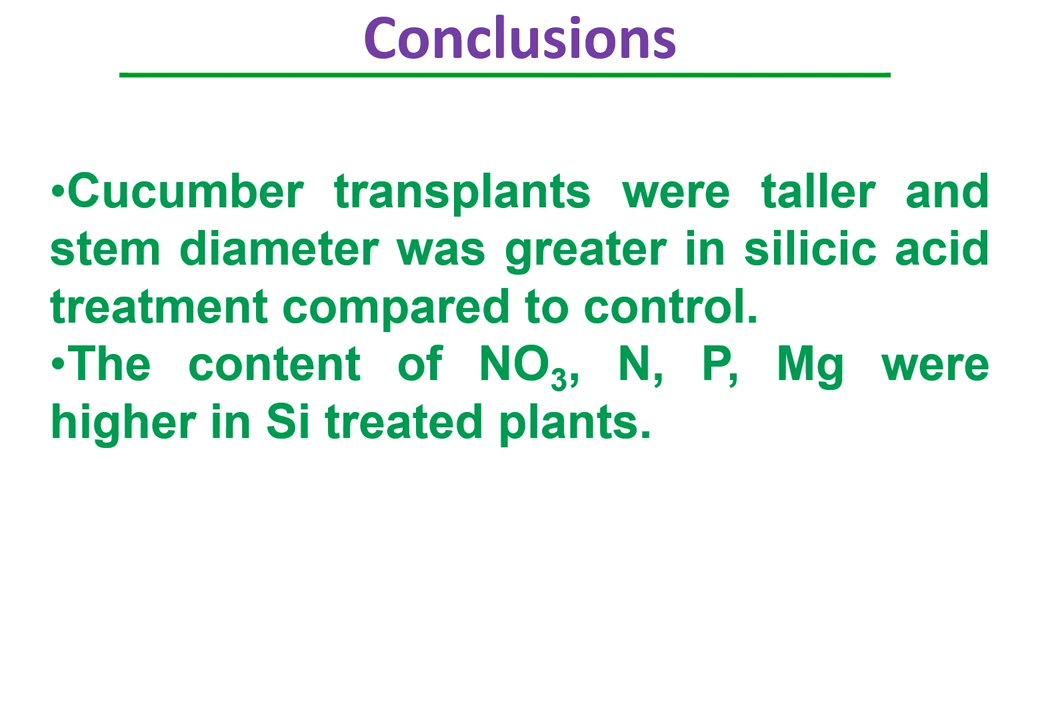 Conclusions
•Cucumber transplants were taller and
stem diameter was greater in silicic acid
treatment compared to control.
•The content of NO₃, N, P, Mg were
higher in Si treated plants.